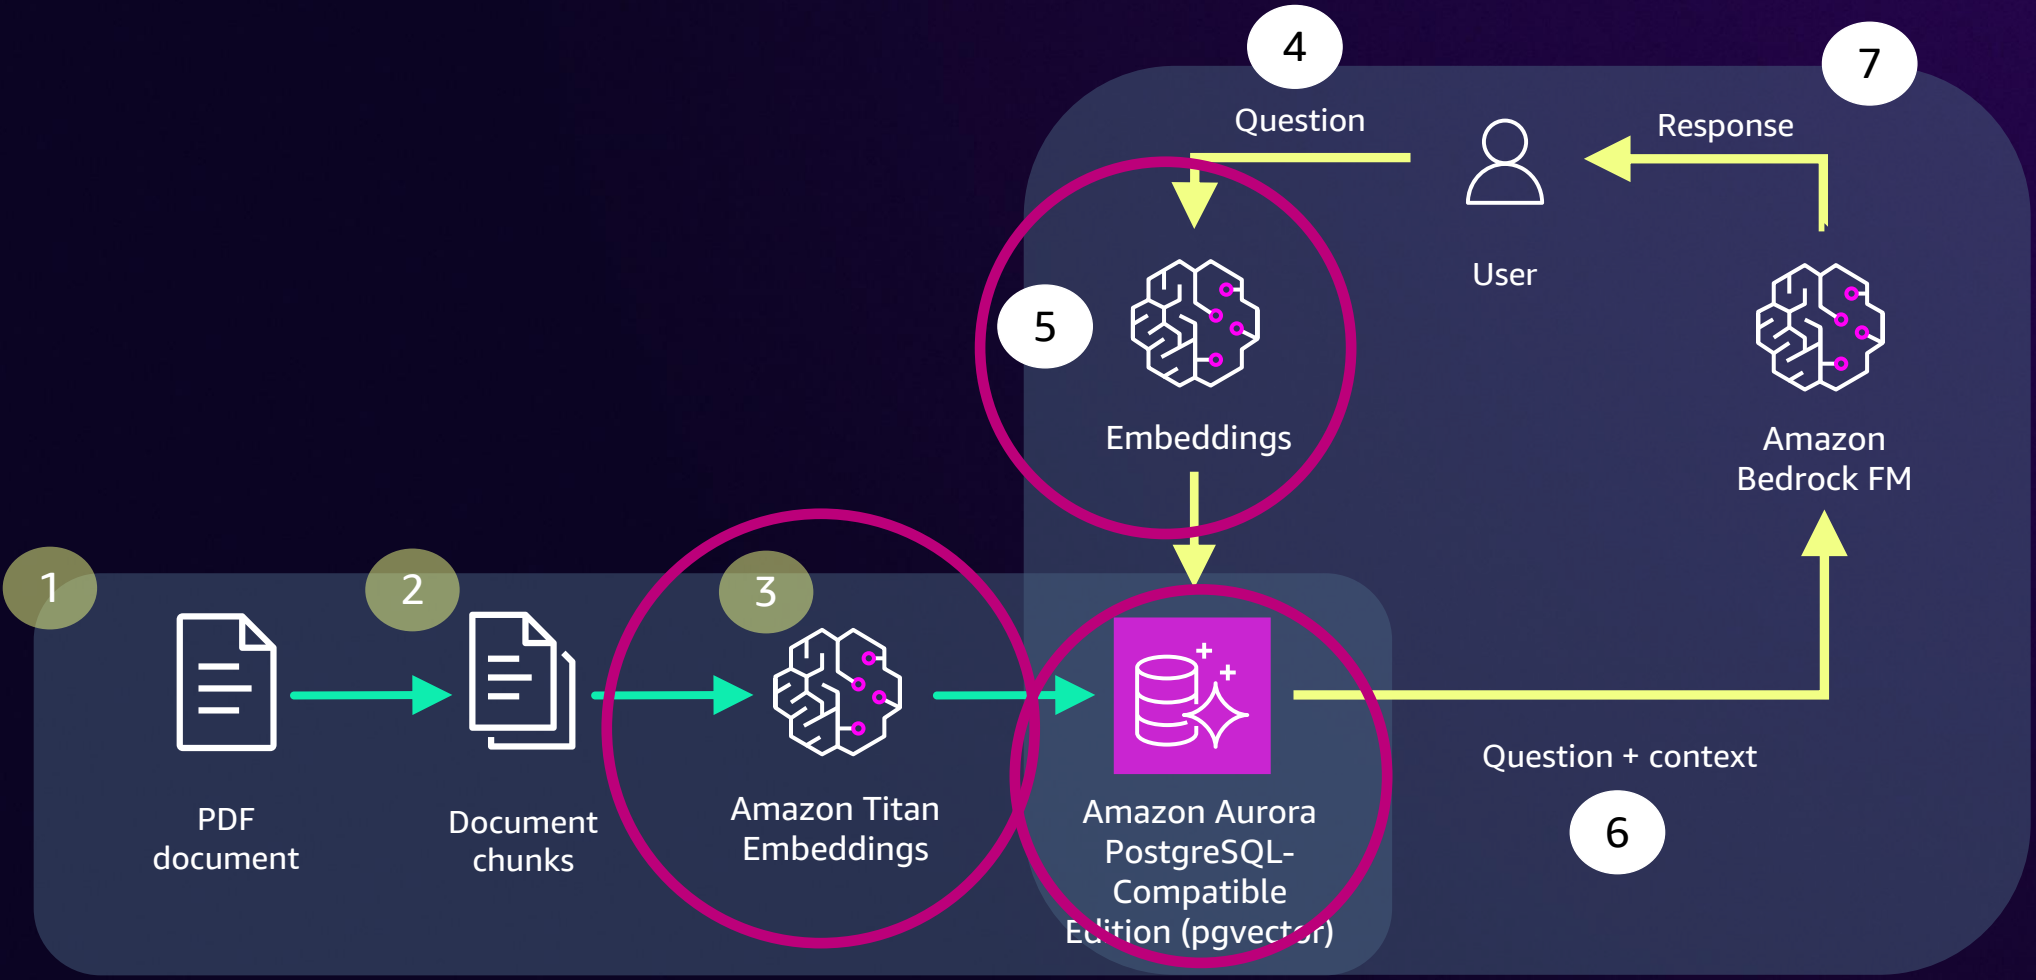 4
7
Question
Response
User
5
Embeddings
Amazon
Bedrock FM
1
2
3
PDF
document
Document
chunks
Amazon Titan
Embeddings
Amazon Aurora
PostgreSQL-
Compatible
Edition (pgvector)
Question + context
6